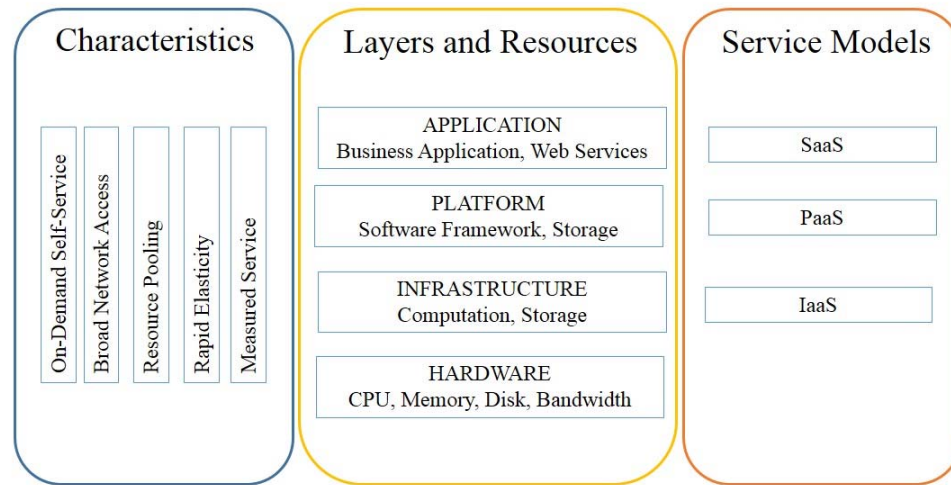 Characteristics
On-Demand Self-Service
Broad Network Access
Resource Pooling
Rapid Elasticity
Measured Service
Layers and Resources
APPLICATION
Business Application, Web Services
PLATFORM
Software Framework, Storage
INFRASTRUCTURE
Computation, Storage
HARDWARE
CPU, Memory, Disk, Bandwidth
Service Models
SaaS
PaaS
IaaS